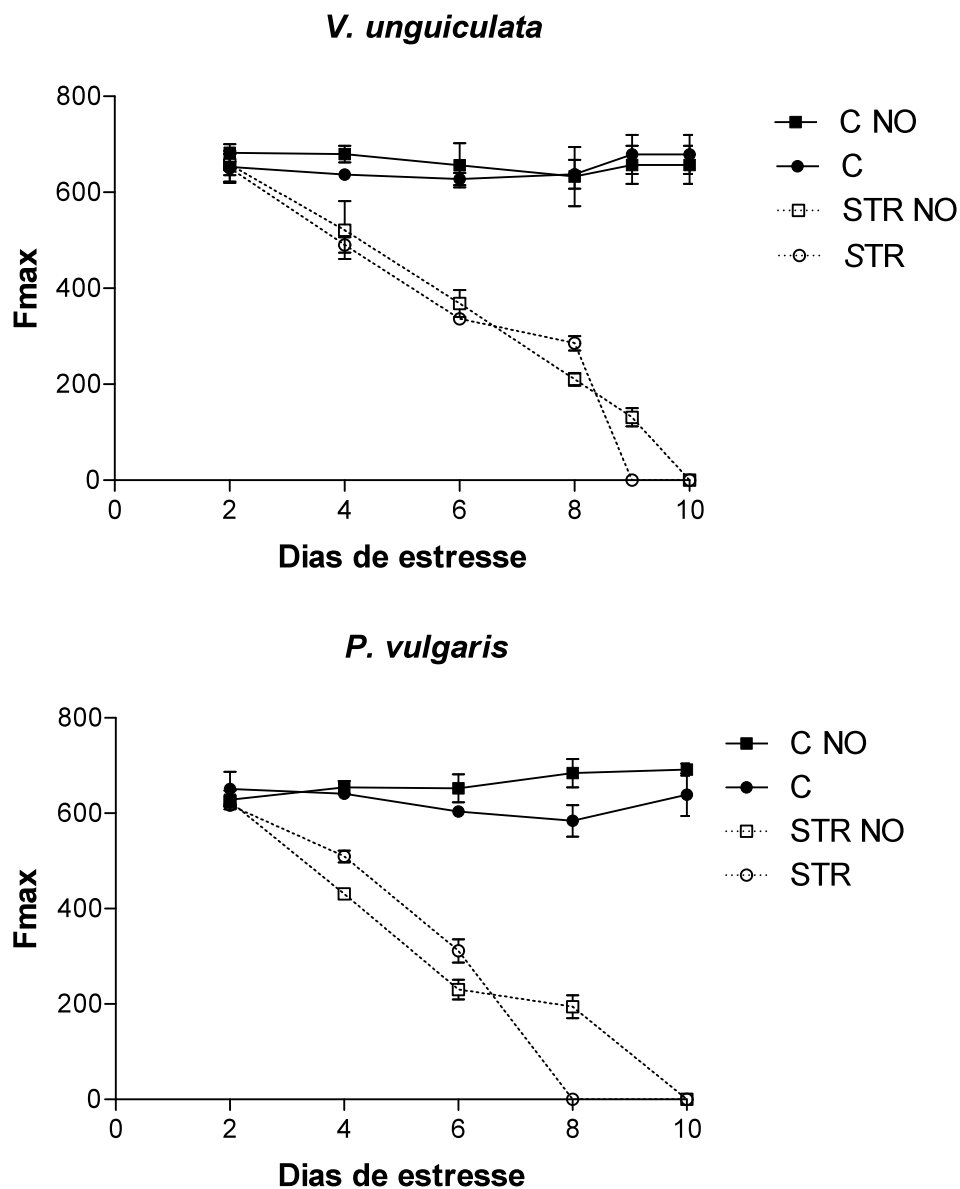 V. unguiculata
800
600
400
200
0
Fmax
0 2 4 6 8 10
Dias de estresse
C NO
C
STR NO
STR
P. vulgaris
800
600
400
200
0
Fmax
0 2 4 6 8 10
Dias de estresse
C NO
C
STR NO
STR